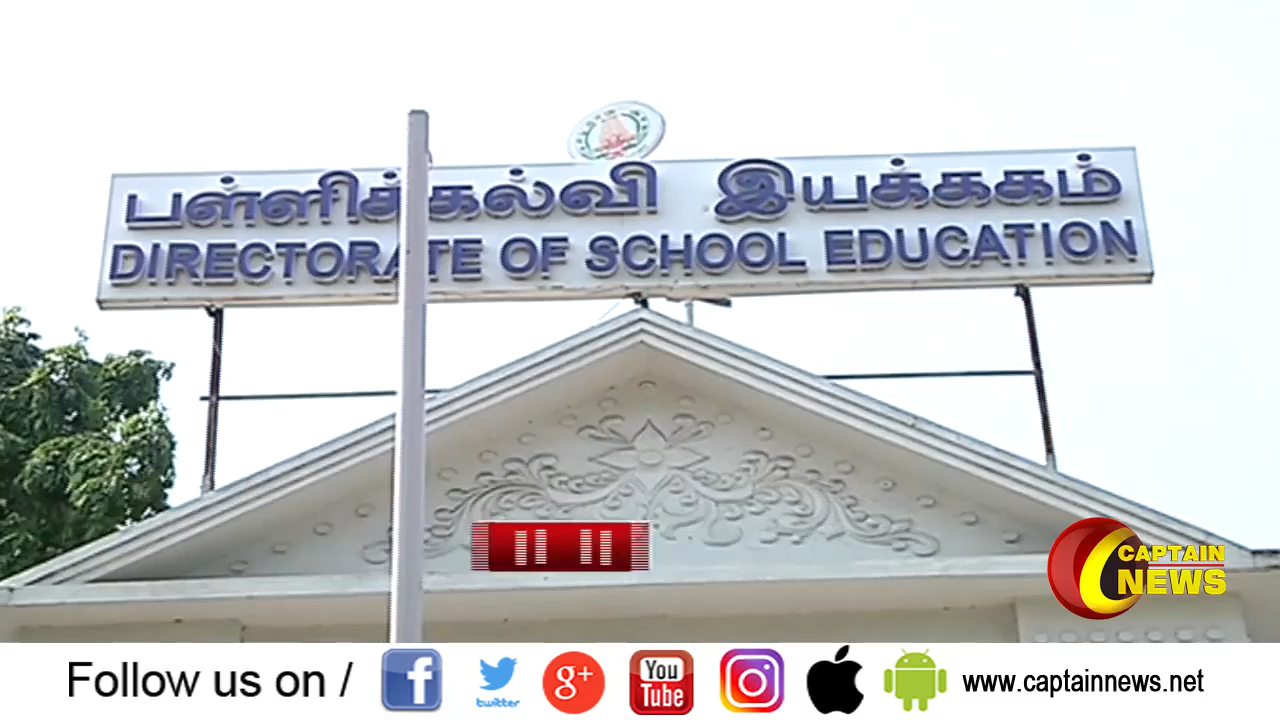 பள்ளிக்கல்வி இயக்ககம்
DIRECTORATE OF SCHOOL EDUCATION
CAPTAIN
NEWS
Follow us on /
f
twitter
g+
You
Tube
www.captainnews.net